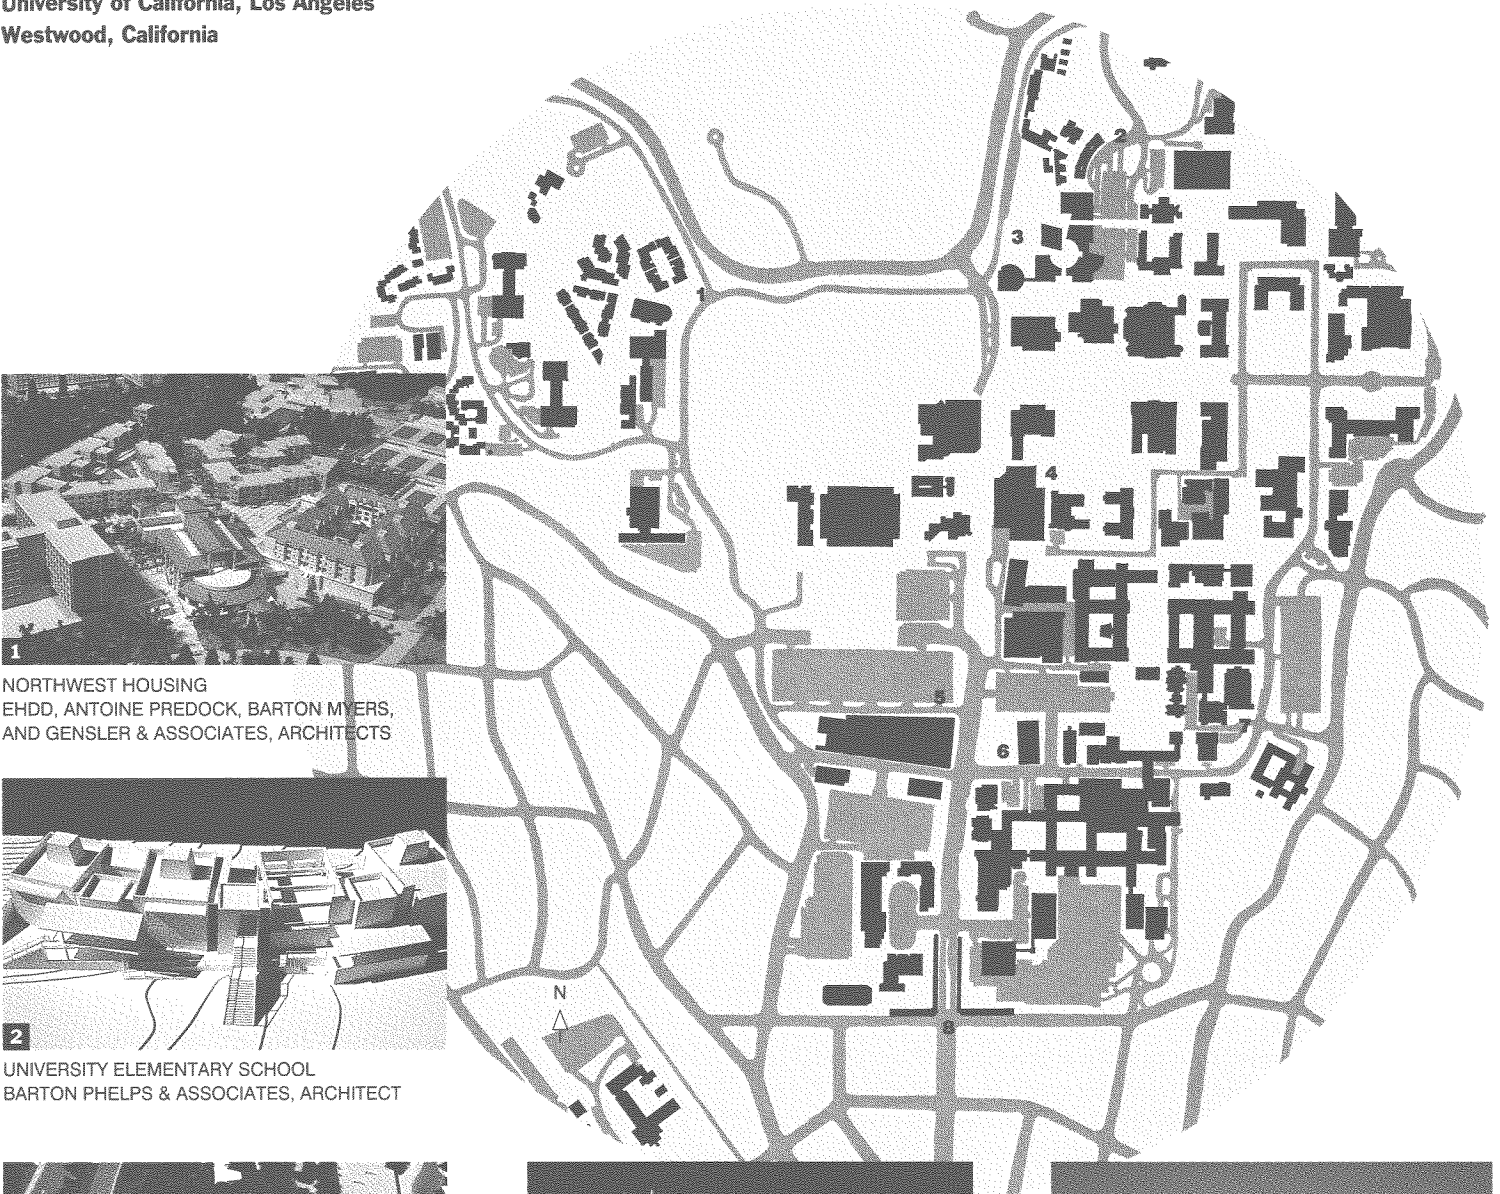 University of California, Los Angeles
Westwood, California
2
3
1
4
1
NORTHWEST HOUSING
EHDD, ANTOINE PREDOCK, BARTON MYERS,
AND GENSLER & ASSOCIATES, ARCHITECTS
5
6
7
N
8
2
UNIVERSITY ELEMENTARY SCHOOL
BARTON PHELPS & ASSOCIATES, ARCHITECT